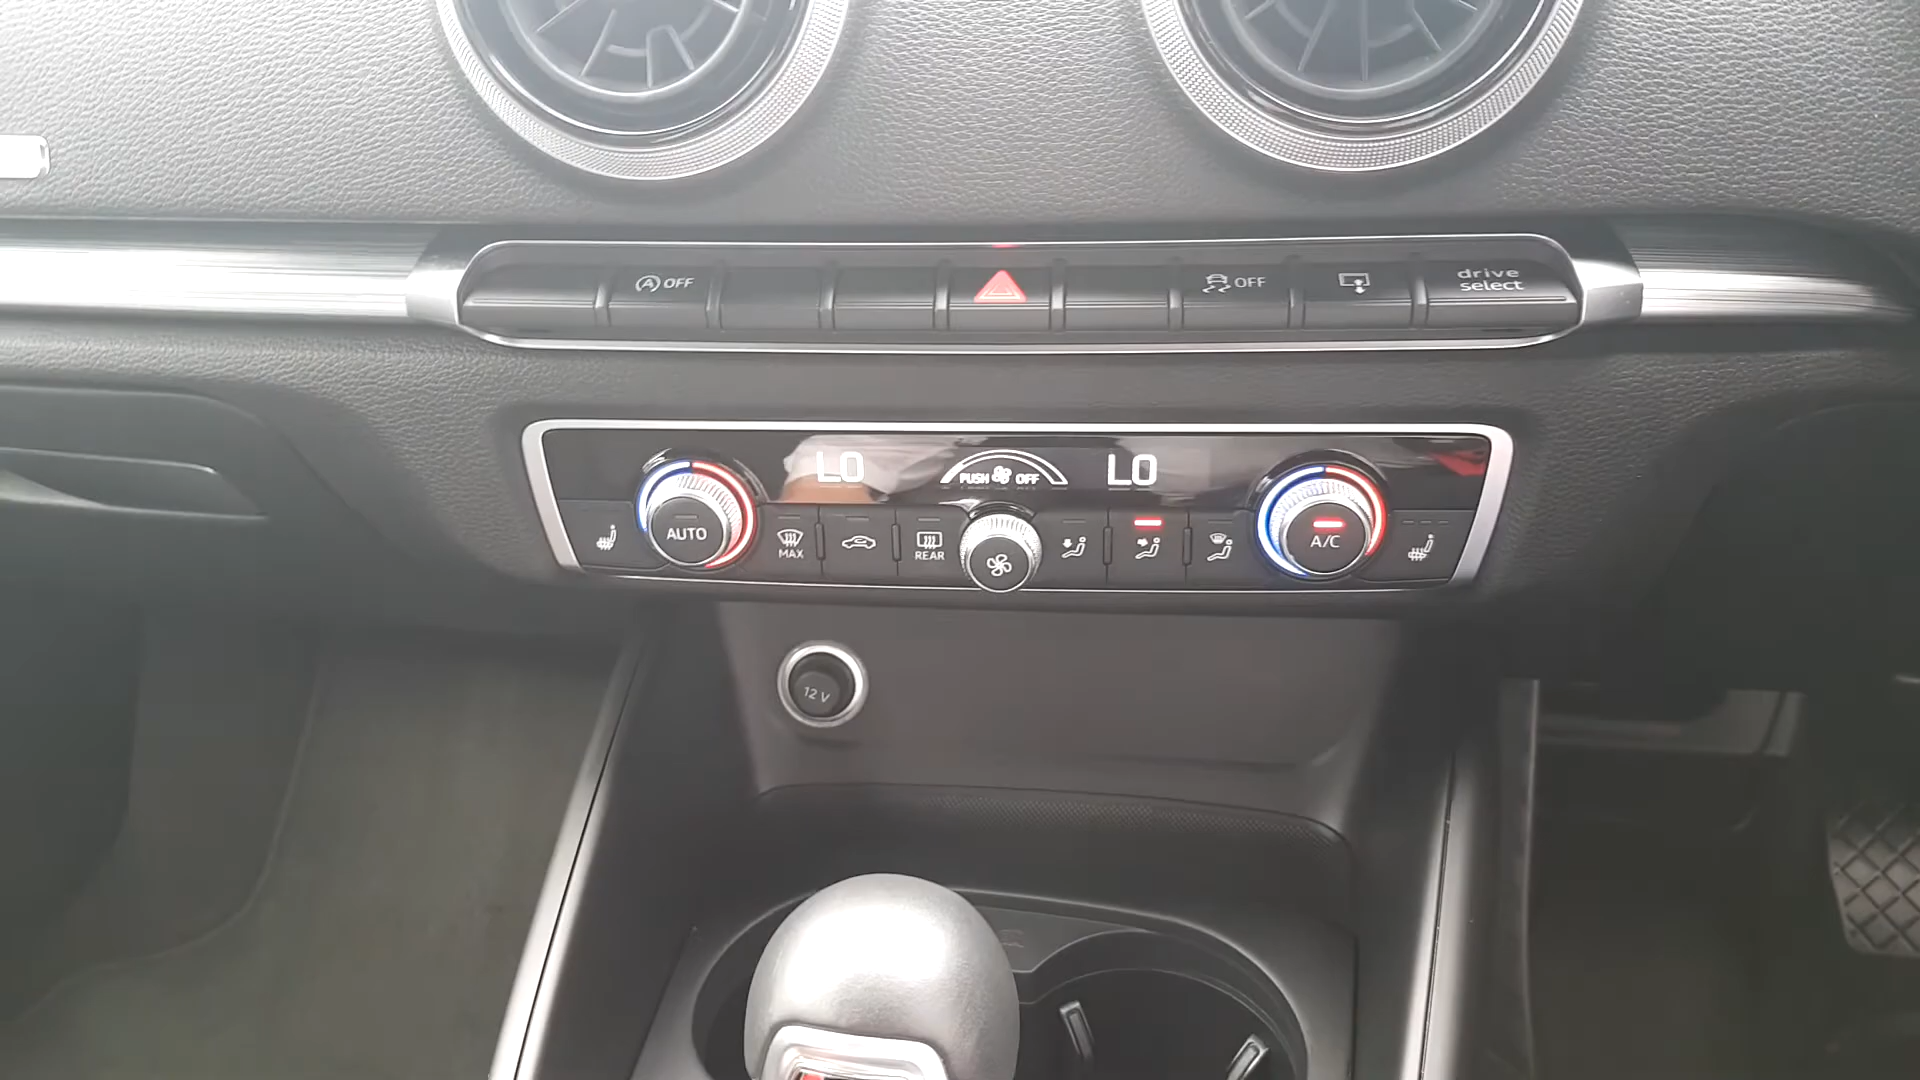 OFF
OFF
drive
select
LO
PUSH OFF
LO
AUTO
MAX
REAR
A/C
12 V